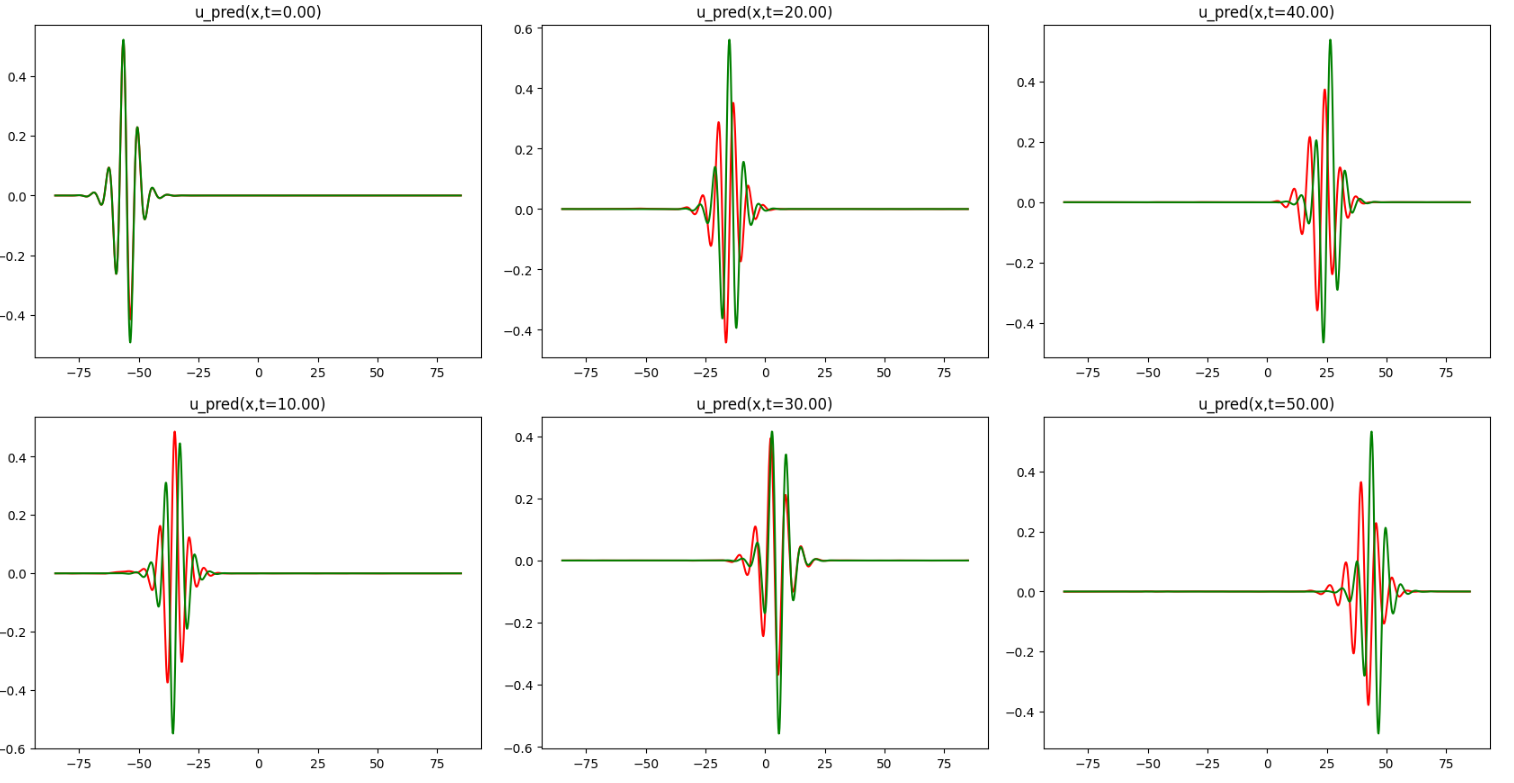 u_pred(x,t=0.00)
0.4
0.2
0.0
−0.2
−0.4
−75 −50 −25 0 25 50 75
u_pred(x,t=20.00)
0.6
0.4
0.2
0.0
−0.2
−0.4
−75 −50 −25 0 25 50 75
u_pred(x,t=40.00)
0.4
0.2
0.0
−0.2
−0.4
−75 −50 −25 0 25 50 75
u_pred(x,t=10.00)
0.4
0.2
0.0
−0.2
−0.4
−0.6
−75 −50 −25 0 25 50 75
u_pred(x,t=30.00)
0.4
0.2
0.0
−0.2
−0.4
−0.6
−75 −50 −25 0 25 50 75
u_pred(x,t=50.00)
0.4
0.2
0.0
−0.2
−0.4
−75 −50 −25 0 25 50 75